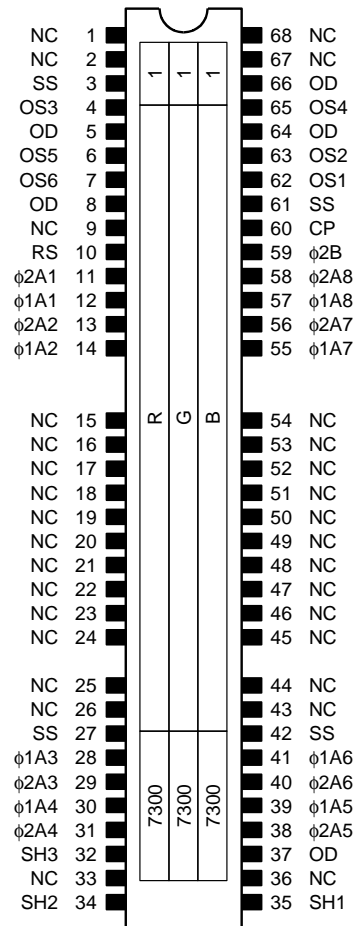 NC 1 68 NC
NC 2 67 NC
SS 3 66 OD
OS3 4 65 OS4
OD 5 64 OD
OS5 6 63 OS2
OS6 7 62 OS1
OD 8 61 SS
NC 9 60 CP
RS 10 59 ϕ2B
ϕ2A1 11 58 ϕ2A8
ϕ1A1 12 57 ϕ1A8
ϕ2A2 13 56 ϕ2A7
ϕ1A2 14 55 ϕ1A7
NC 15 54 NC
NC 16 53 NC
NC 17 52 NC
NC 18 51 NC
NC 19 50 NC
NC 20 49 NC
NC 21 48 NC
NC 22 47 NC
NC 23 46 NC
NC 24 45 NC
NC 25 44 NC
NC 26 43 NC
SS 27 42 SS
ϕ1A3 28 41 ϕ1A6
ϕ2A3 29 40 ϕ2A6
ϕ1A4 30 39 ϕ1A5
ϕ2A4 31 38 ϕ2A5
SH3 32 37 OD
NC 33 36 NC
SH2 34 35 SH1
1 1 1
R G B
7300 7300 7300